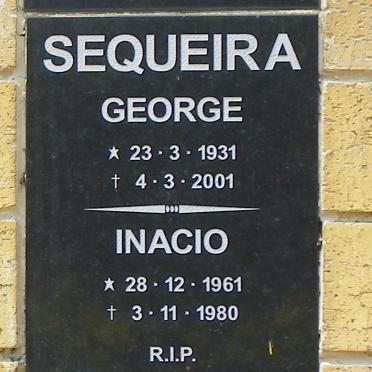 SEQUEIRA
GEORGE
★ 23 · 3 · 1931
† 4 · 3 · 2001
INACIO
★ 28 · 12 · 1961
† 3 · 11 · 1980
R.I.P.